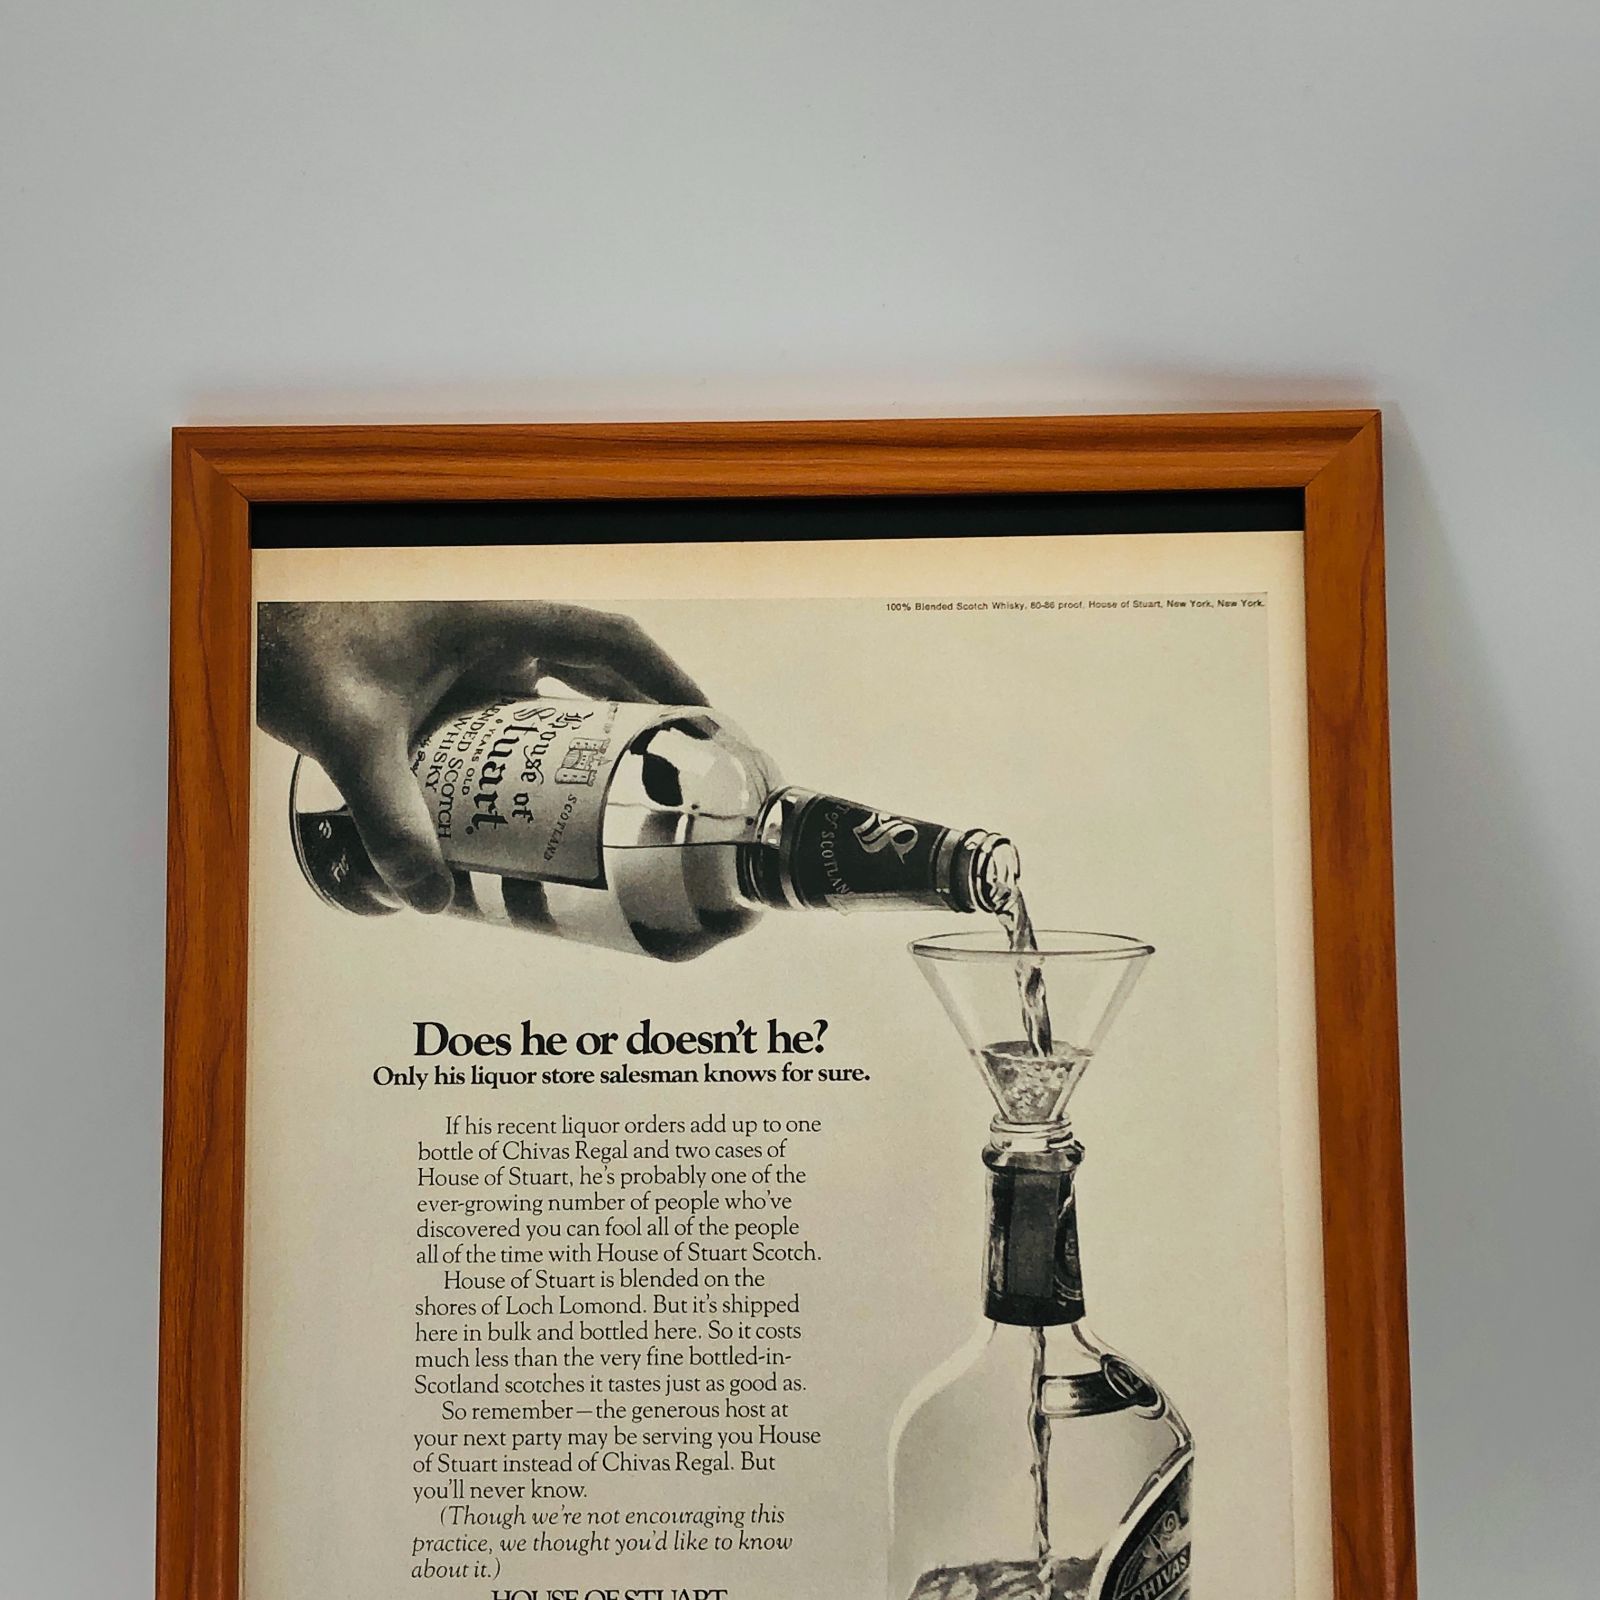 100% Blended Scotch Whisky, 80-86 proof, House of Stuart, New York, New York.
SCOTLAND
House of
Stuart.
YEARS OLD
BLENDED SCOTCH
WHISKY
S
OF SCOTLAND
Does he or doesn't he?
Only his liquor store salesman knows for sure.
If his recent liquor orders add up to one
bottle of Chivas Regal and two cases of
House of Stuart, he's probably one of the
ever-growing number of people who've
discovered you can fool all of the people
all of the time with House of Stuart Scotch.
House of Stuart is blended on the
shores of Loch Lomond. But it's shipped
here in bulk and bottled here. So it costs
much less than the very fine bottled-in-
Scotland scotches it tastes just as good as.
So remember—the generous host at
your next party may be serving you House
of Stuart instead of Chivas Regal. But
you'll never know.
(Though we're not encouraging this
practice, we thought you'd like to know
about it.)
HOUSE OF STUART
12
CHIVAS